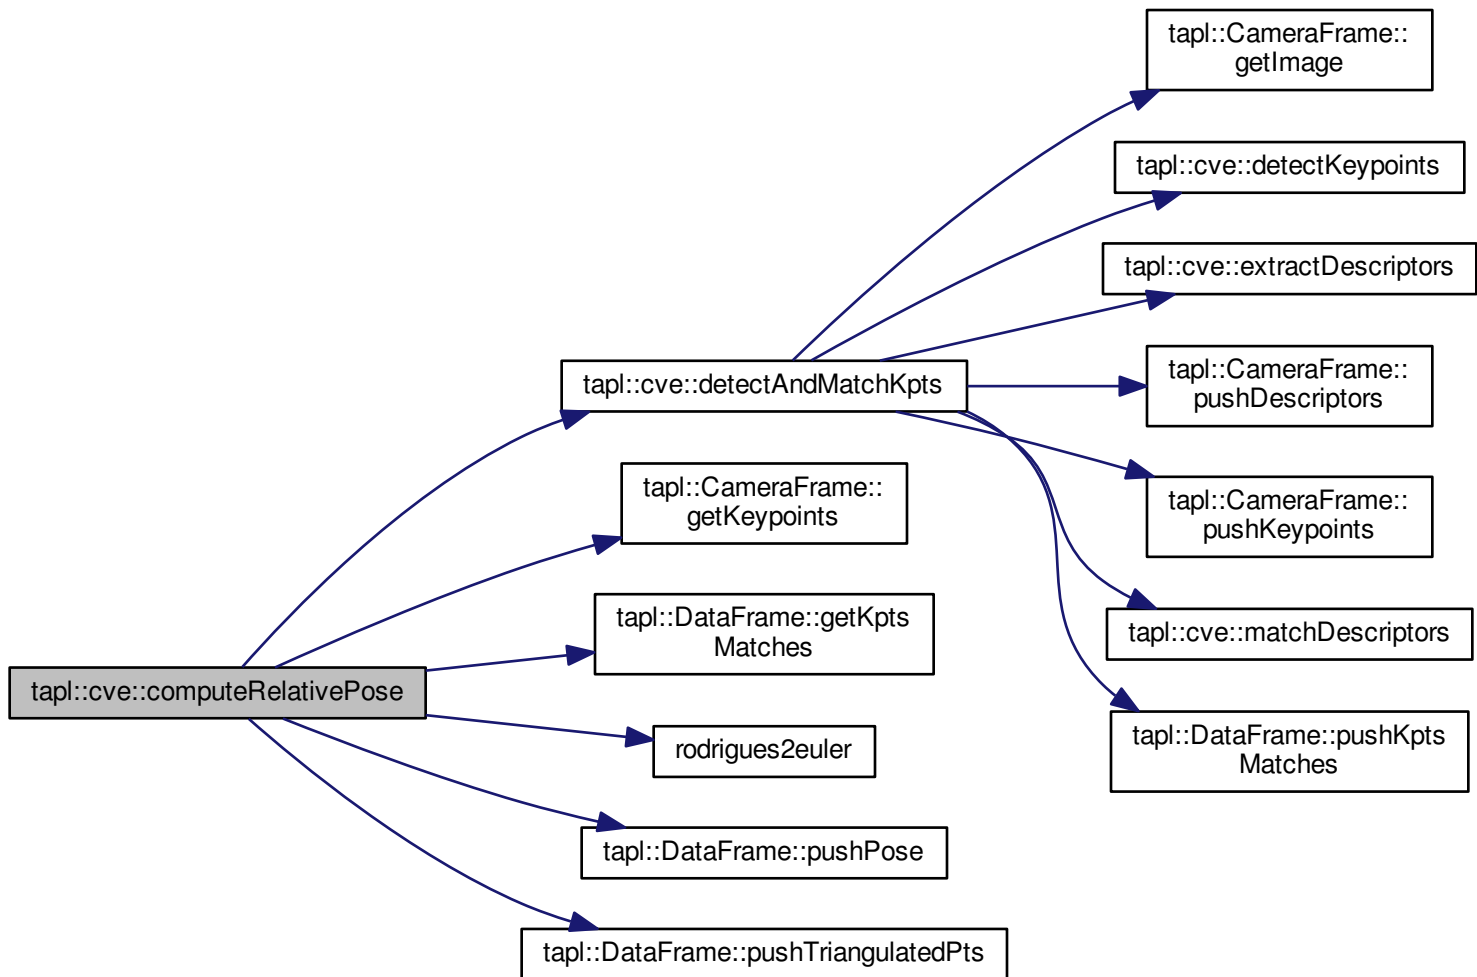 tapl::CameraFrame::
getImage
tapl::cve::detectKeypoints
tapl::cve::extractDescriptors
tapl::cve::detectAndMatchKpts
tapl::CameraFrame::
pushDescriptors
tapl::CameraFrame::
getKeypoints
tapl::CameraFrame::
pushKeypoints
tapl::DataFrame::getKpts
Matches
tapl::cve::matchDescriptors
tapl::cve::computeRelativePose
rodrigues2euler
tapl::DataFrame::pushKpts
Matches
tapl::DataFrame::pushPose
tapl::DataFrame::pushTriangulatedPts